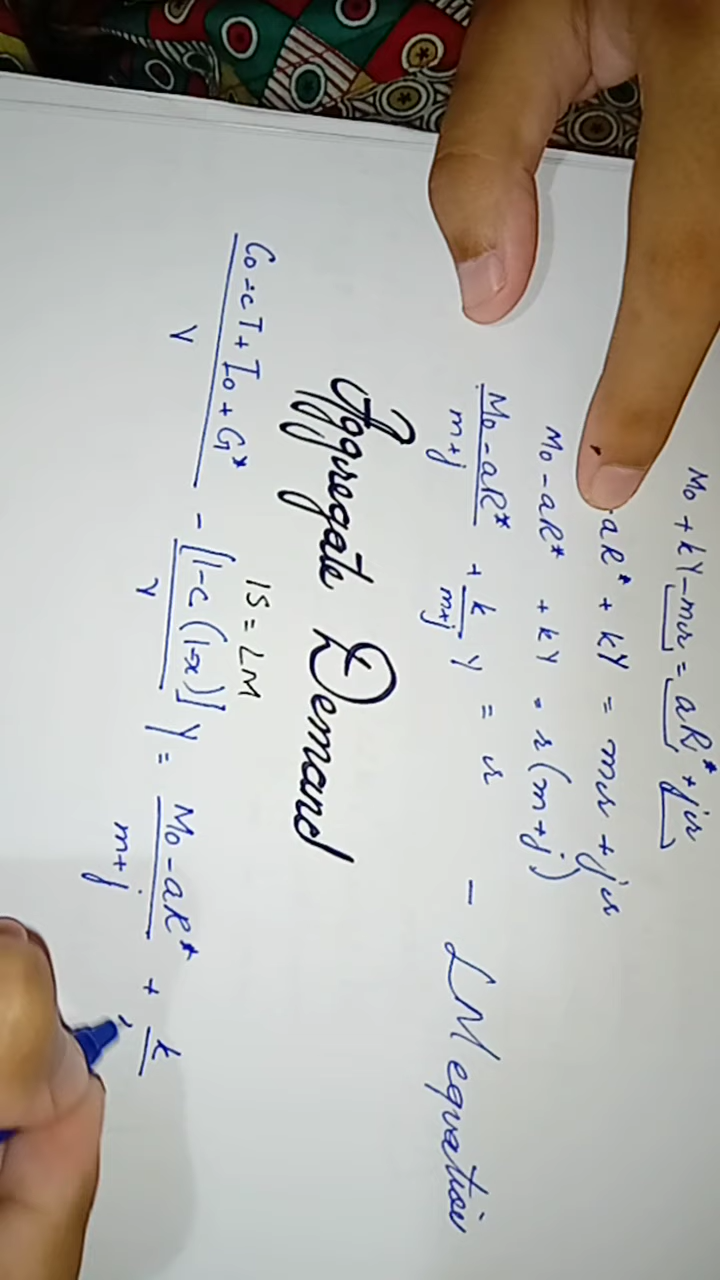 M₀ + kY - mr = aR* + jr
aR* + kY = mr + jr
M₀ - aR* + kY = r(m+j)
M₀ - aR* / m+j + k / m+j Y = r - LM equation
Aggregate Demand
IS = LM
C₀ - cT + I₀ + G* / γ - [1-c(1-x)] / γ Y = M₀ - aR* / m+j + k /